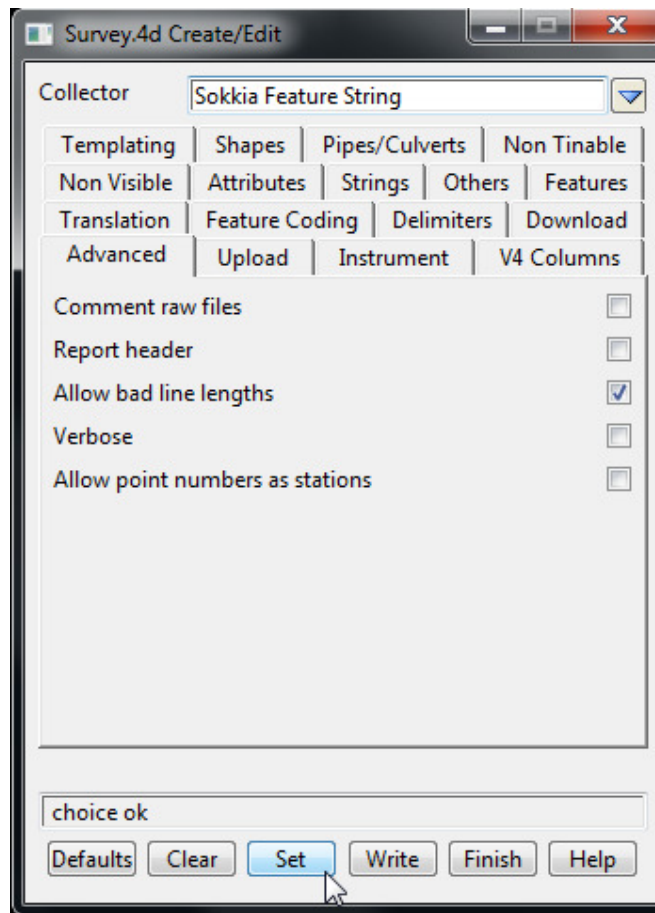 Survey.4d Create/Edit
Collector Sokkia Feature String
Templating Shapes Pipes/Culverts Non Tinable
Non Visible Attributes Strings Others Features
Translation Feature Coding Delimiters Download
Advanced Upload Instrument V4 Columns
Comment raw files
Report header
Allow bad line lengths
Verbose
Allow point numbers as stations
choice ok
Defaults Clear Set Write Finish Help